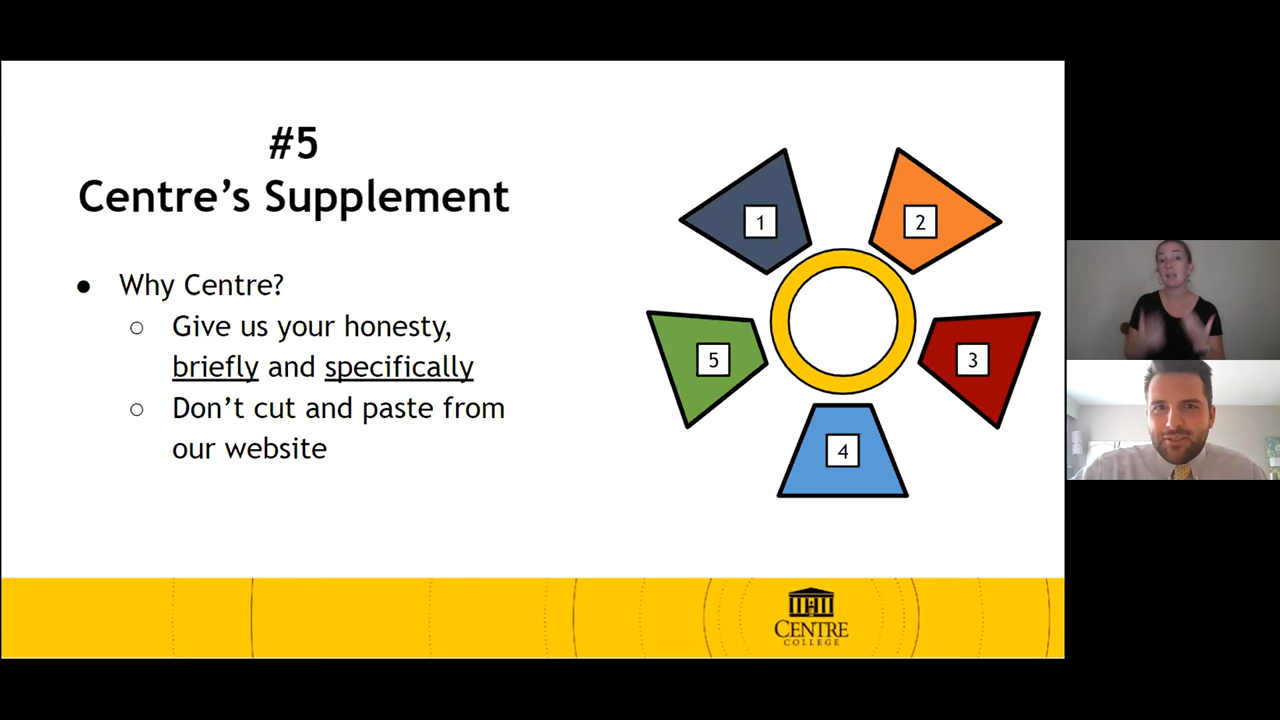 #5
Centre’s Supplement
● Why Centre?
○ Give us your honesty,
briefly and specifically
○ Don’t cut and paste from
our website
1
2
3
4
5
CENTRE
COLLEGE